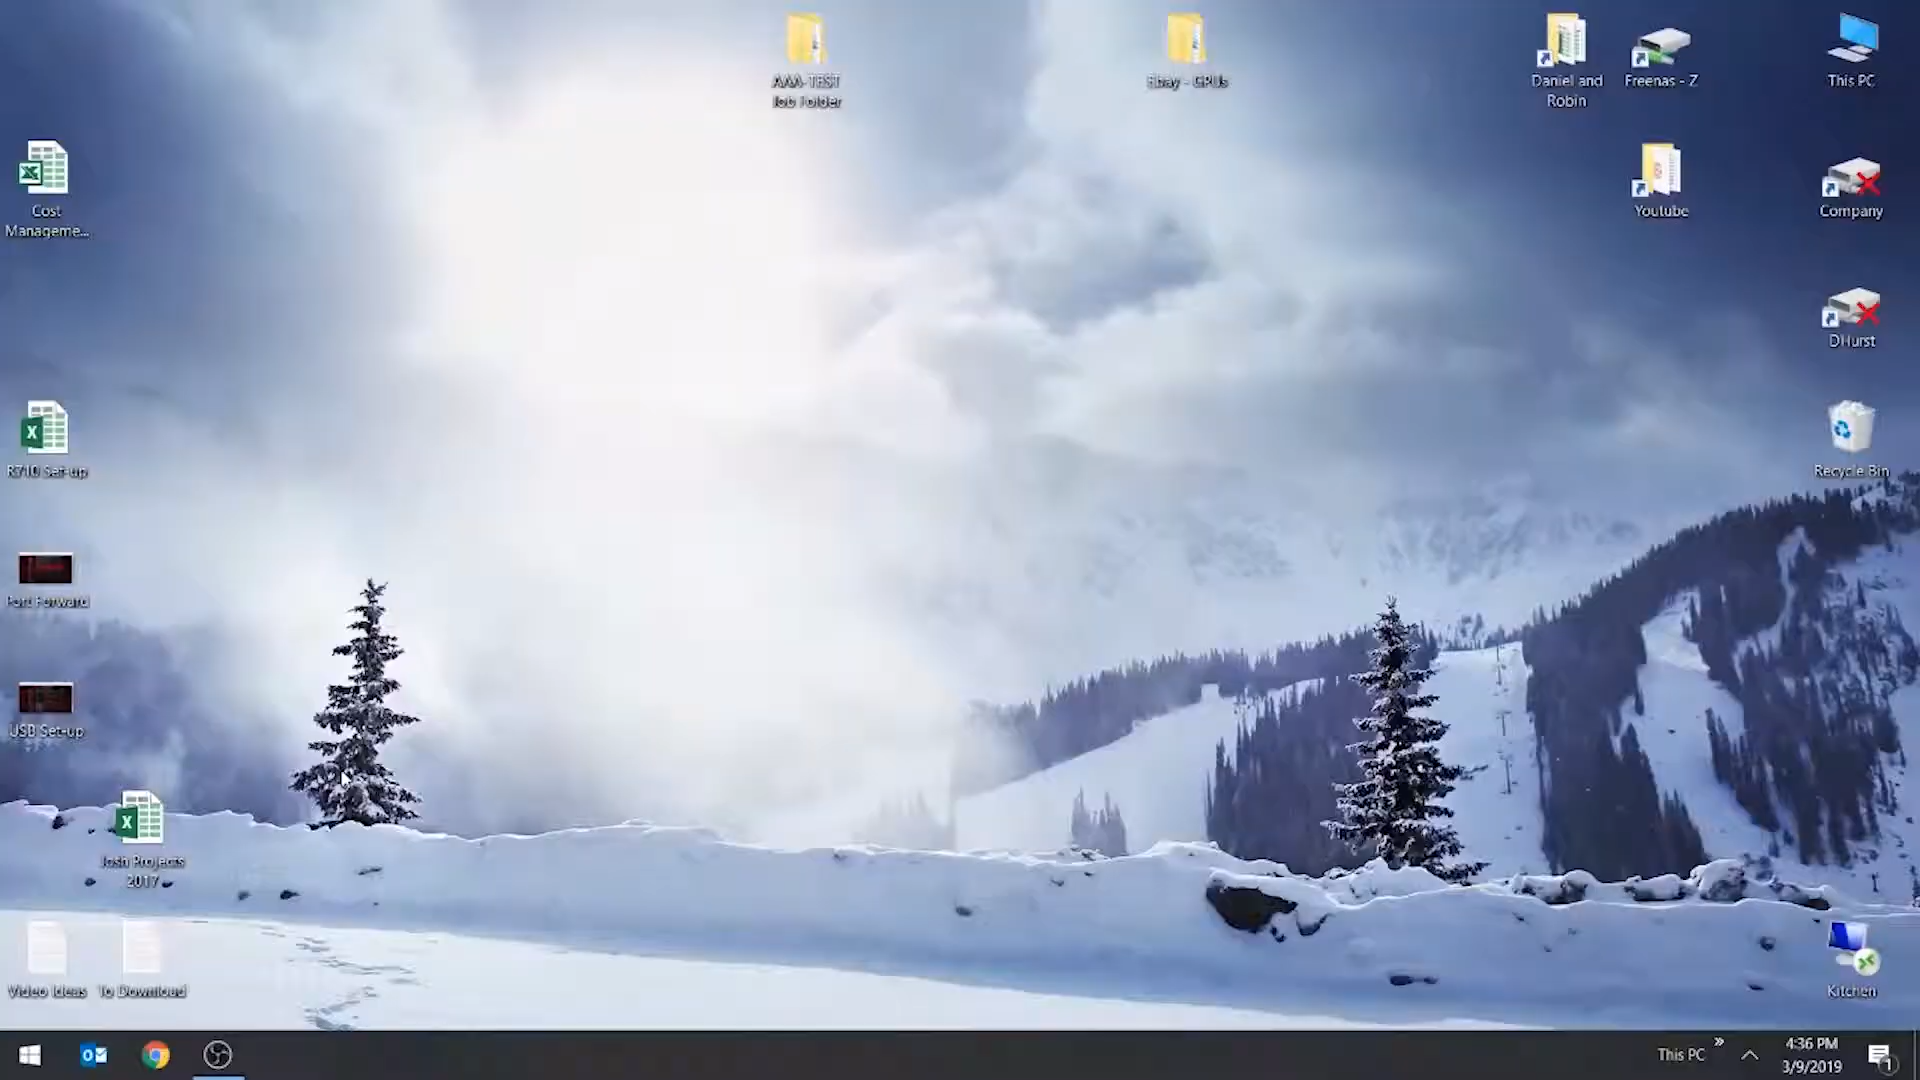 AAA-TEST
Job Folder
Ebay - GPUs
Daniel and
Robin
Freenas - Z
This PC
Cost
Manageme...
Youtube
Company
DHurst
R710 Set-up
Recycle Bin
Port Forward
USB Set-up
Josh Projects
2017
Video Ideas
To Download
Kitchen
This PC
4:36 PM
3/9/2019
1